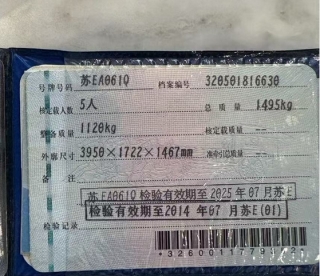 号牌号码 苏EA061Q 档案编号 320501816630
核定载人数 5人 总质量 1495kg
整备质量 1120kg 核定载质量 --
外廓尺寸 3950×1722×1467mm 准牵引总质量 --
备注
苏EA061Q 检验有效期至2025年07月苏E
检验有效期至2014年07月苏E(01)
检验记录